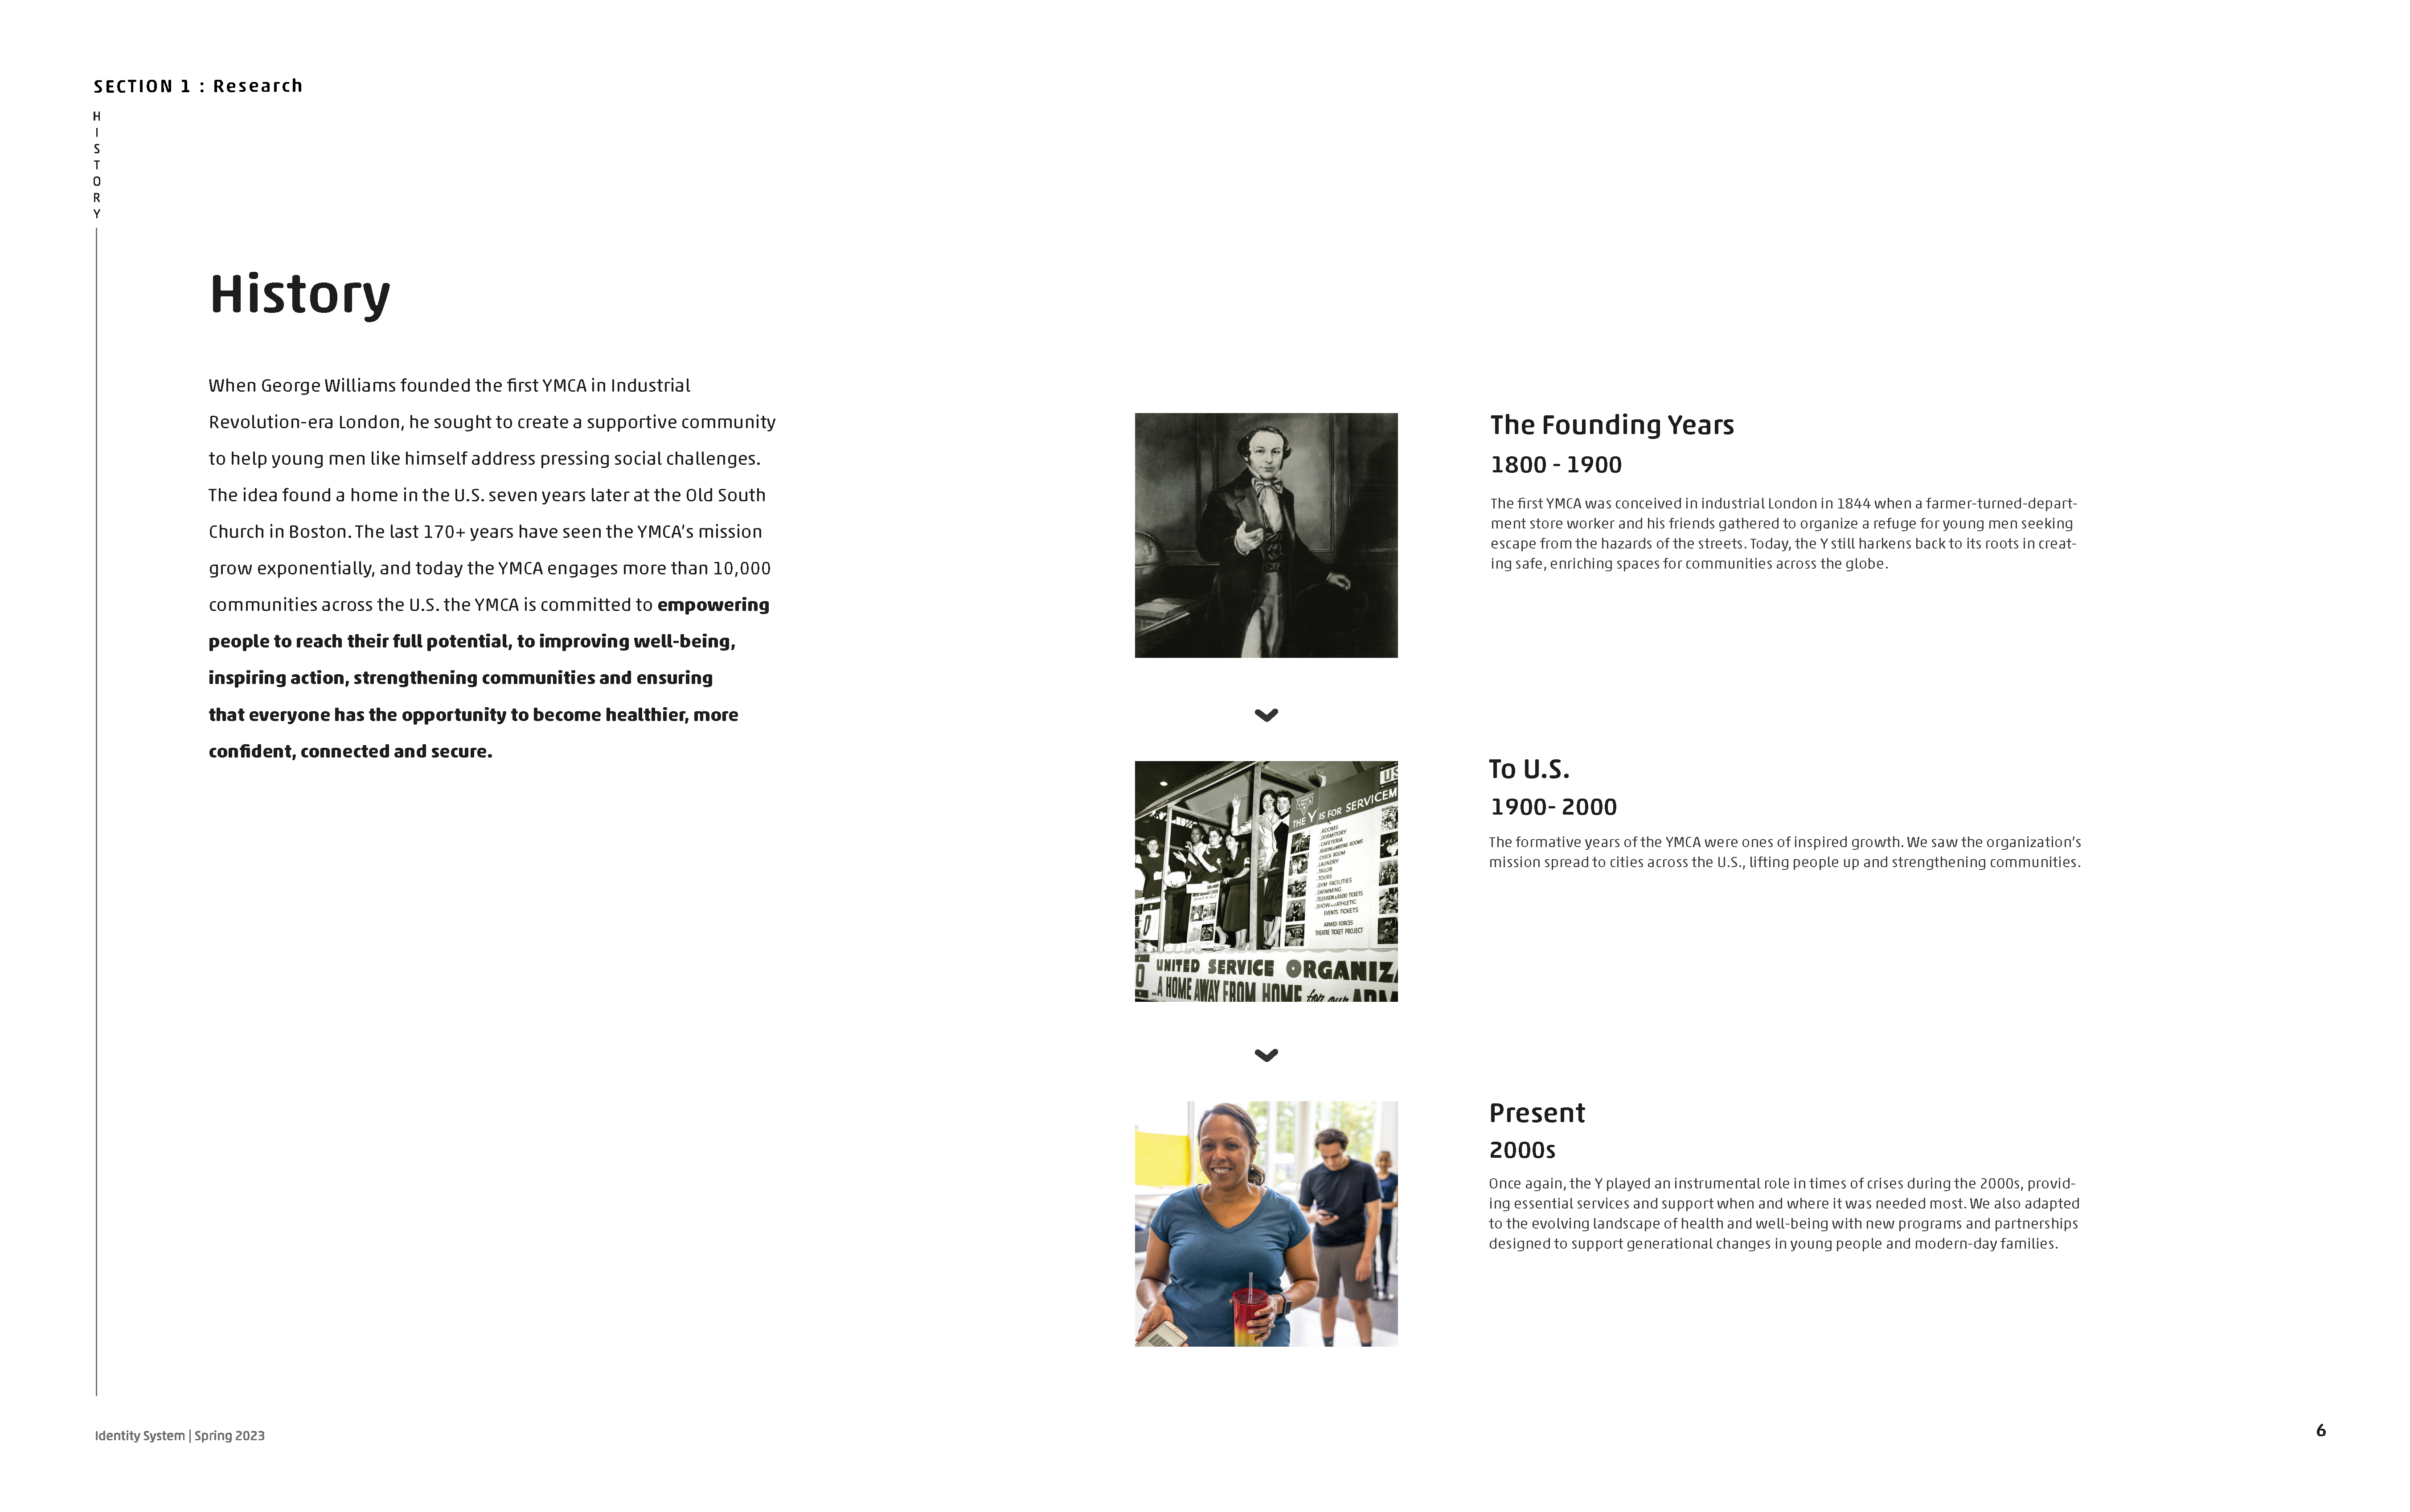 SECTION 1 : Research
H
I
S
T
O
R
Y
History
When George Williams founded the first YMCA in Industrial
Revolution-era London, he sought to create a supportive community
to help young men like himself address pressing social challenges.
The idea found a home in the U.S. seven years later at the Old South
Church in Boston. The last 170+ years have seen the YMCA's mission
grow exponentially, and today the YMCA engages more than 10,000
communities across the U.S. the YMCA is committed to empowering
people to reach their full potential, to improving well-being,
inspiring action, strengthening communities and ensuring
that everyone has the opportunity to become healthier, more
confident, connected and secure.
The Founding Years
1800 - 1900
The first YMCA was conceived in industrial London in 1844 when a farmer-turned-depart-
ment store worker and his friends gathered to organize a refuge for young men seeking
escape from the hazards of the streets. Today, the Y still harkens back to its roots in creat-
ing safe, enriching spaces for communities across the globe.
US
THE Y IS FOR SERVICEM
ROOMS
DORMITORY
CAFETERIA
CHECK ROOM
LAUNDRY
TAILOR
TOURS
GYM FACILITIES
SWIMMING
TELEVISION & RADIO TICKETS
SHOW and ATHLETIC
EVENTS TICKETS
ARMED FORCES
THEATRE TICKET PROJECT
UNITED SERVICE ORGANIZA
A HOME AWAY FROM HOME for our ARM
To U.S.
1900- 2000
The formative years of the YMCA were ones of inspired growth. We saw the organization's
mission spread to cities across the U.S., lifting people up and strengthening communities.
Present
2000s
Once again, the Y played an instrumental role in times of crises during the 2000s, provid-
ing essential services and support when and where it was needed most. We also adapted
to the evolving landscape of health and well-being with new programs and partnerships
designed to support generational changes in young people and modern-day families.
Identity System | Spring 2023
6